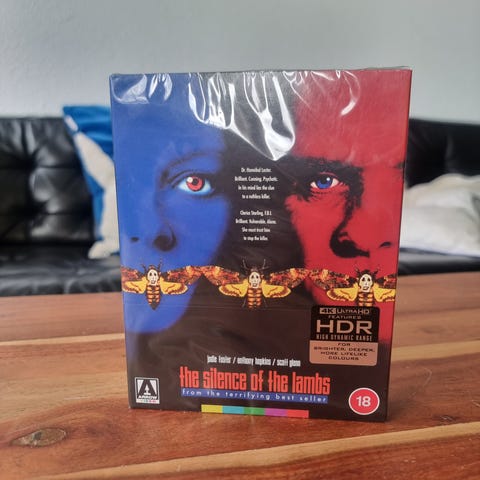 Dr. Hannibal Lecter.
Brilliant. Cunning. Psychotic.
In his mind lies the clue
to a ruthless killer.
Clarice Starling, F.B.I.
Brilliant. Vulnerable. Alone.
She must trust him
to stop the killer.
4K ULTRA HD
FEATURES
HDR
HIGH DYNAMIC RANGE
FOR
BRIGHTER, DEEPER,
MORE LIFELIKE
COLOURS
jodie foster / anthony hopkins / scott glenn
the silence of the lambs
from the terrifying best seller
ARROW
VIDEO
18